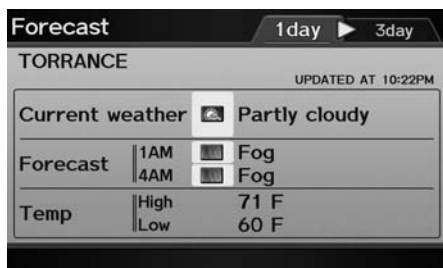 Forecast 1day 3day
TORRANCE
UPDATED AT 10:22PM
Current weather Partly cloudy
Forecast 1AM Fog
4AM Fog
Temp High 71 F
Low 60 F